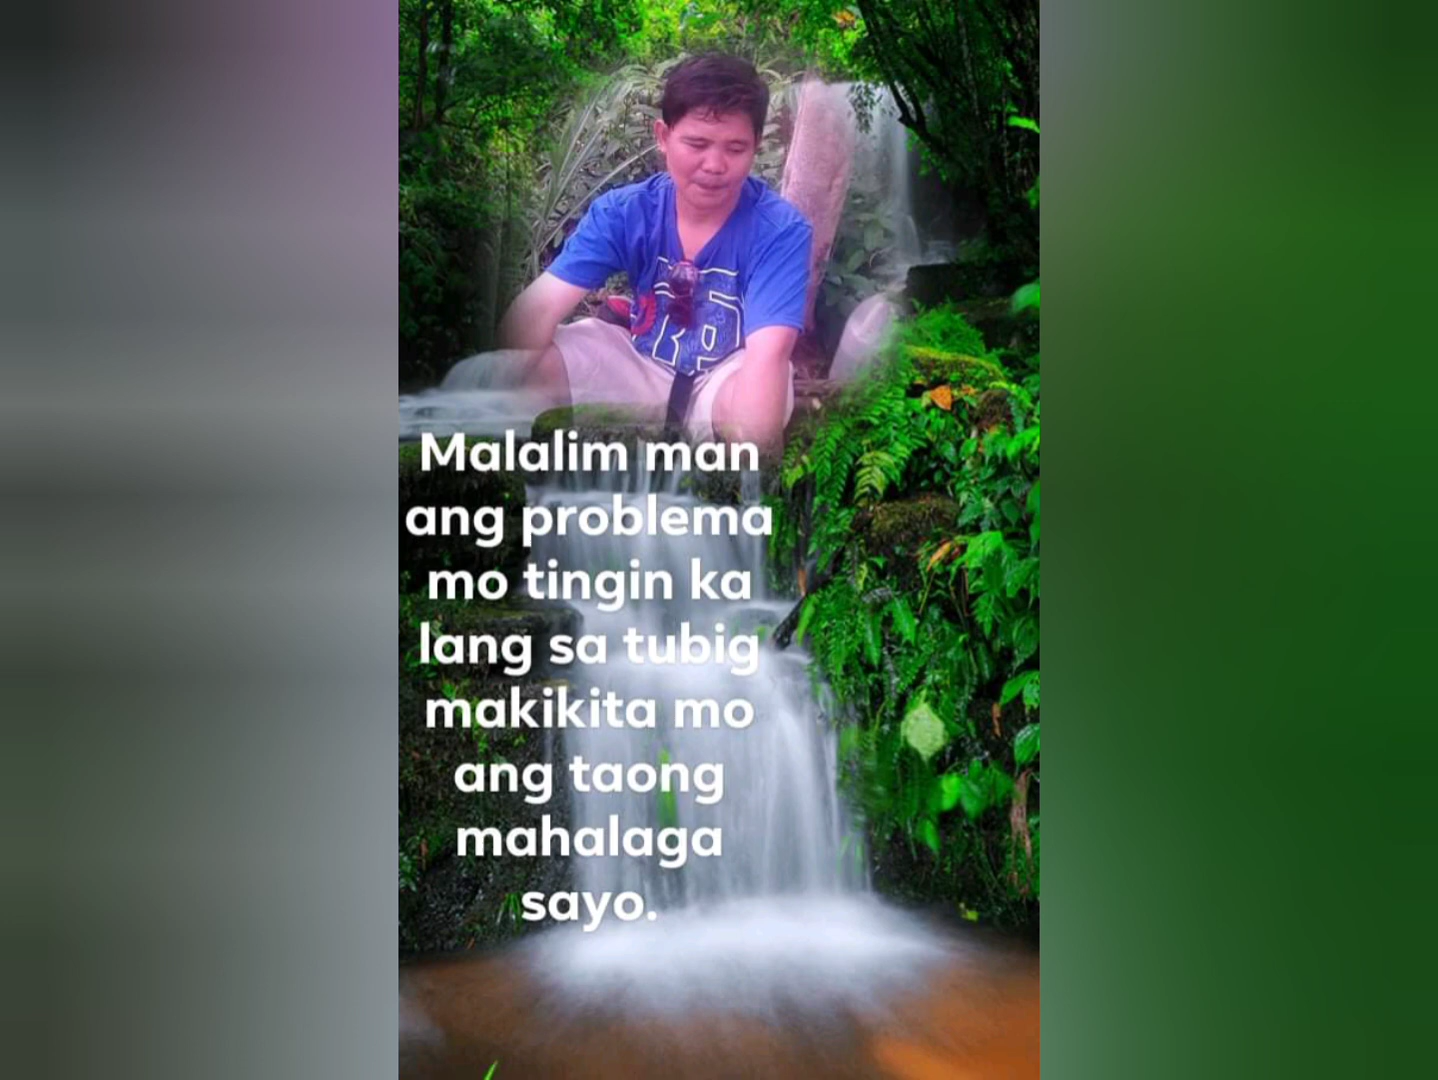 Malalim man
ang problema
mo tingin ka
lang sa tubig
makikita mo
ang taong
mahalaga
sayo.